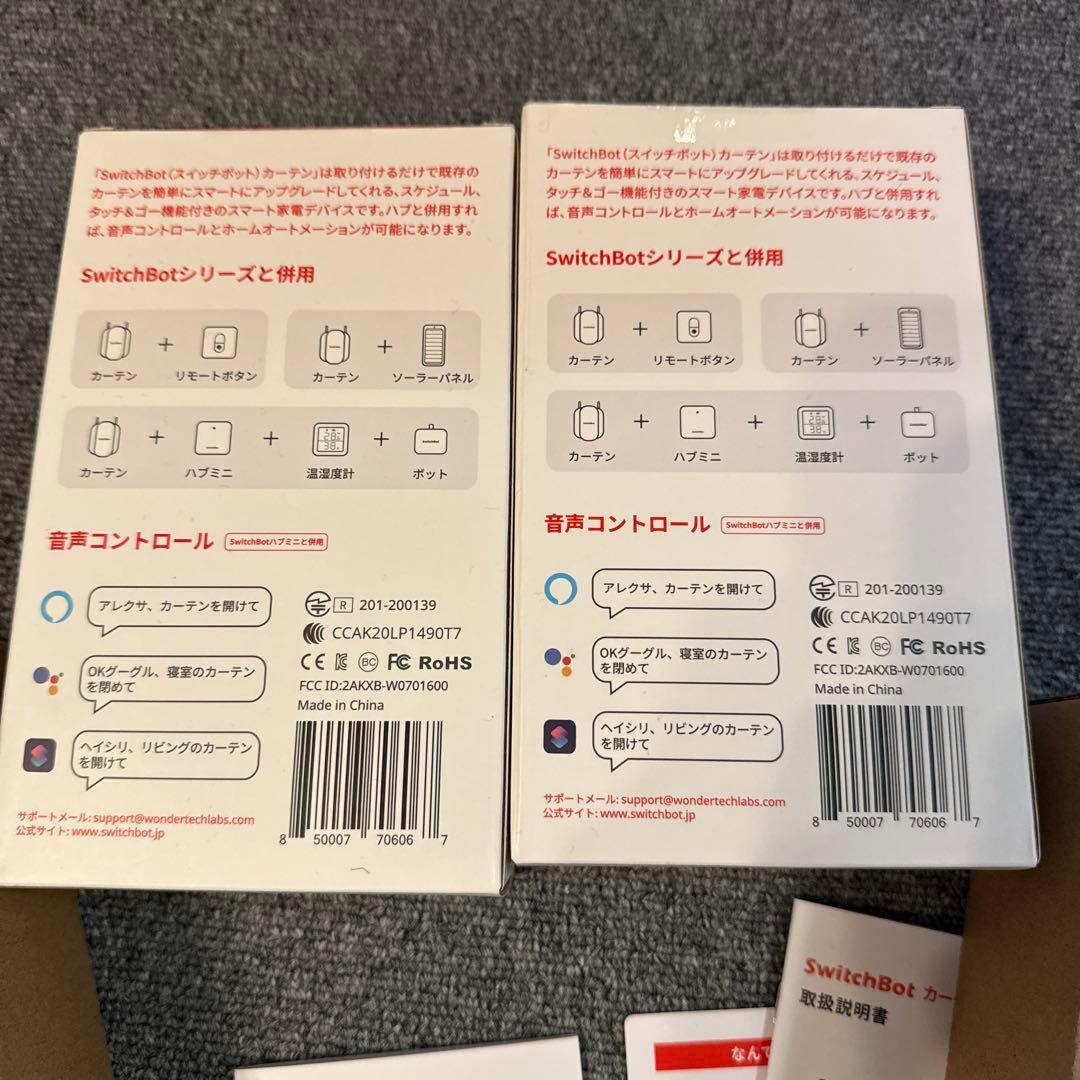 「SwitchBot（スイッチボット）カーテン」は取り付けるだけで既存の
カーテンを簡単にスマートにアップグレードしてくれる、スケジュール、
タッチ&ゴー機能付きのスマート家電デバイスです。ハブと併用すれ
ば、音声コントロールとホームオートメーションが可能になります。
SwitchBotシリーズと併用
カーテン + リモートボタン
カーテン + ソーラーパネル
カーテン + ハブミニ + 温湿度計 + ボット
音声コントロール SwitchBotハブミニと併用
アレクサ、カーテンを開けて
OKグーグル、寝室のカーテン
を閉めて
ヘイシリ、リビングのカーテン
を開けて
R 201-200139
CCAK20LP1490T7
CE BC FC RoHS
FCC ID:2AKXB-W0701600
Made in China
8 50007 70606 7
サポートメール: support@wondertechlabs.com
公式サイト: www.switchbot.jp
「SwitchBot（スイッチボット）カーテン」は取り付けるだけで既存の
カーテンを簡単にスマートにアップグレードしてくれる、スケジュール、
タッチ&ゴー機能付きのスマート家電デバイスです。ハブと併用すれ
ば、音声コントロールとホームオートメーションが可能になります。
SwitchBotシリーズと併用
カーテン + リモートボタン
カーテン + ソーラーパネル
カーテン + ハブミニ + 温湿度計 + ボット
音声コントロール SwitchBotハブミニと併用
アレクサ、カーテンを開けて
OKグーグル、寝室のカーテン
を閉めて
ヘイシリ、リビングのカーテン
を開けて
R 201-200139
CCAK20LP1490T7
CE BC FC RoHS
FCC ID:2AKXB-W0701600
Made in China
8 50007 70606 7
サポートメール: support@wondertechlabs.com
公式サイト: www.switchbot.jp
SwitchBot カー
取扱説明書
なんで